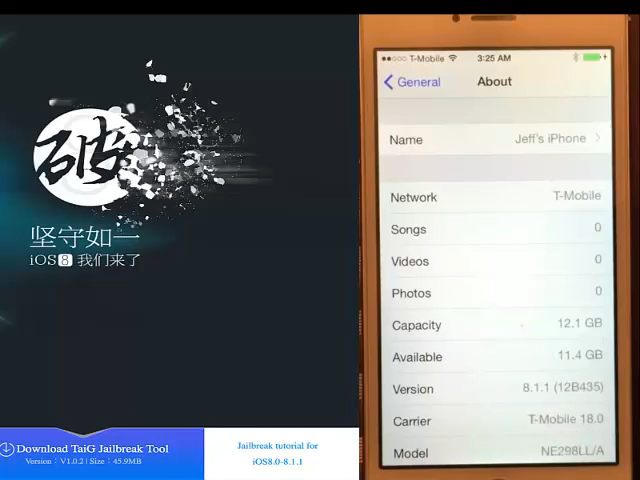 破
坚守如一
iOS8 我们来了
Download TaiG Jailbreak Tool
Version : V1.0.2 | Size : 45.9MB
Jailbreak tutorial for
iOS8.0-8.1.1
T-Mobile 3:25 AM
General About
Name Jeff's iPhone
Network T-Mobile
Songs 0
Videos 0
Photos 0
Capacity 12.1 GB
Available 11.4 GB
Version 8.1.1 (12B435)
Carrier T-Mobile 18.0
Model NE298LL/A